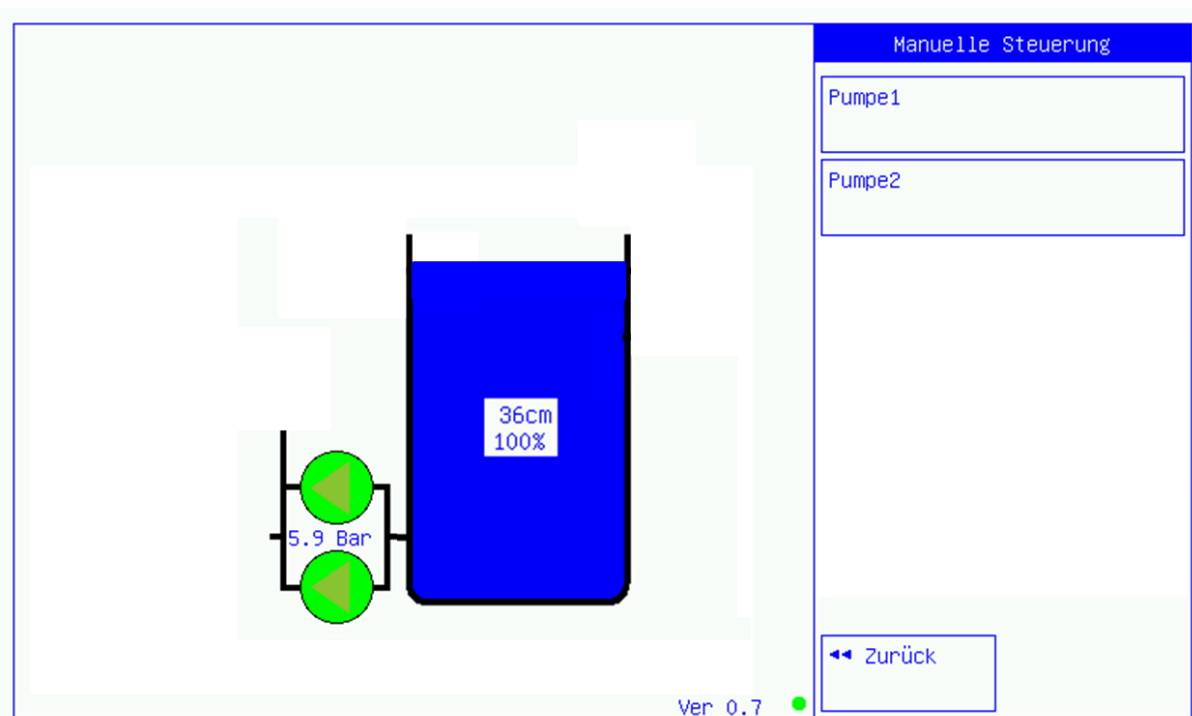 Manuelle Steuerung
Pumpe1
Pumpe2
36cm
100%
5.9 Bar
◄◄ Zurück
Ver 0.7